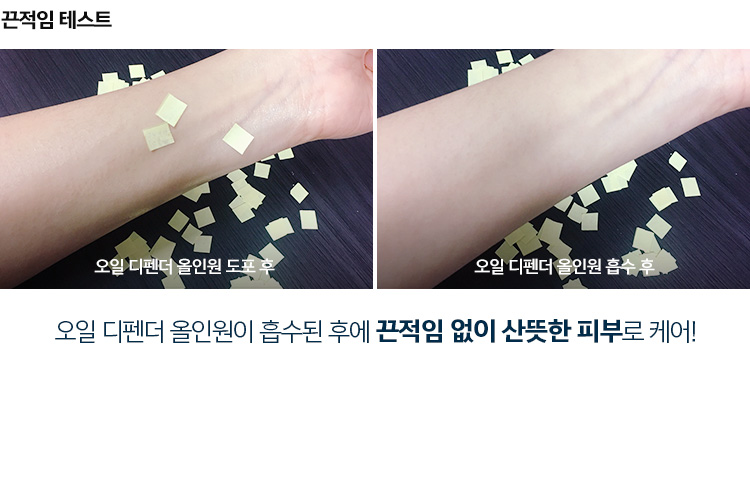 끈적임 테스트
오일 디펜더 올인원 도포 후
오일 디펜더 올인원 흡수 후
오일 디펜더 올인원이 흡수된 후에 끈적임 없이 산뜻한 피부로 케어!